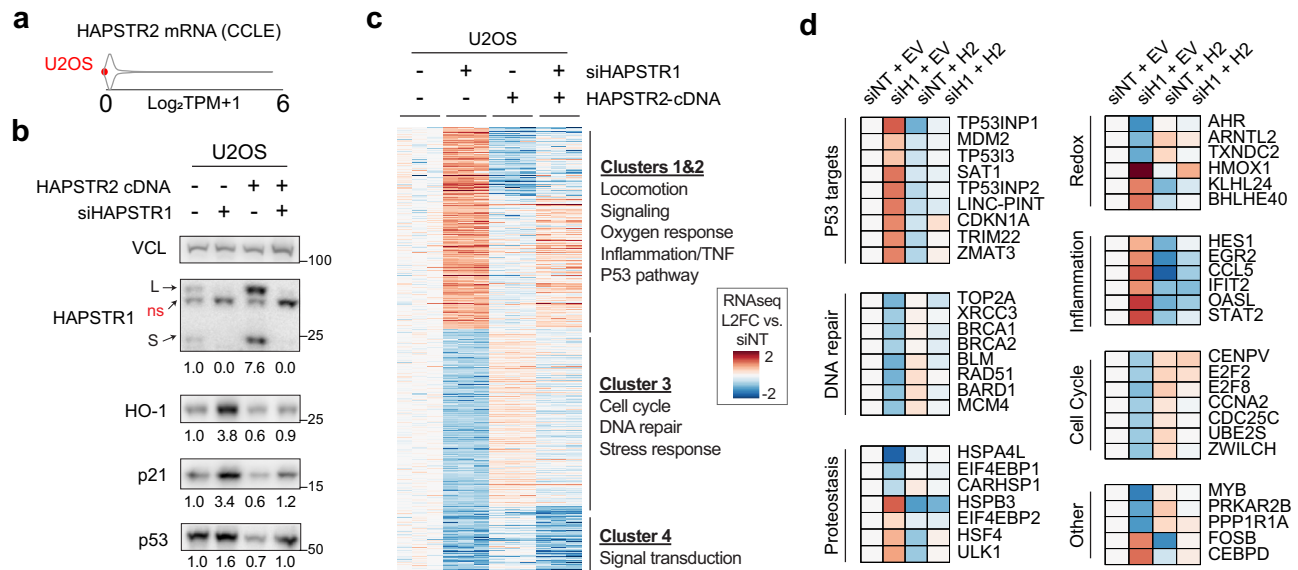 a
HAPSTR2 mRNA (CCLE)
U2OS
0 Log₂TPM+1 6
b
U2OS
HAPSTR2 cDNA - - + +
siHAPSTR1 - + - +
VCL
100
HAPSTR1
L
ns
S
25
1.0 0.0 7.6 0.0
HO-1
25
1.0 3.8 0.6 0.9
p21
15
1.0 3.4 0.6 1.2
p53
50
1.0 1.6 0.7 1.0
c
U2OS
- + - + siHAPSTR1
- - + + HAPSTR2-cDNA
Clusters 1&2
Locomotion
Signaling
Oxygen response
Inflammation/TNF
P53 pathway
Cluster 3
Cell cycle
DNA repair
Stress response
Cluster 4
Signal transduction
RNAseq
L2FC vs.
siNT
2
-2
d
siNT + EV
siH1 + EV
siNT + H2
siH1 + H2
P53 targets
TP53INP1
MDM2
TP53I3
SAT1
TP53INP2
LINC-PINT
CDKN1A
TRIM22
ZMAT3
DNA repair
TOP2A
XRCC3
BRCA1
BRCA2
BLM
RAD51
BARD1
MCM4
Proteostasis
HSPA4L
EIF4EBP1
CARHSP1
HSPB3
EIF4EBP2
HSF4
ULK1
siNT + EV
siH1 + EV
siNT + H2
siH1 + H2
Redox
AHR
ARNTL2
TXNDC2
HMOX1
KLHL24
BHLHE40
Inflammation
HES1
EGR2
CCL5
IFIT2
OASL
STAT2
Cell Cycle
CENPV
E2F2
E2F8
CCNA2
CDC25C
UBE2S
ZWILCH
Other
MYB
PRKAR2B
PPP1R1A
FOSB
CEBPD